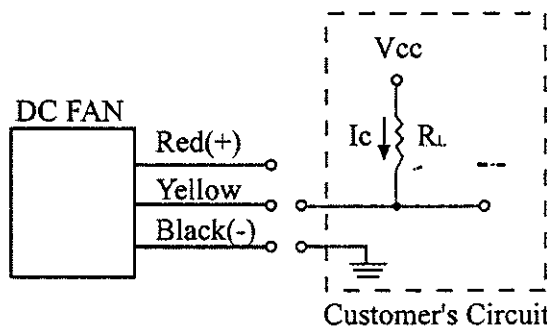 Vcc
DC FAN
Red(+)
Ic RL
Yellow
Black(-)
Customer's Circuit